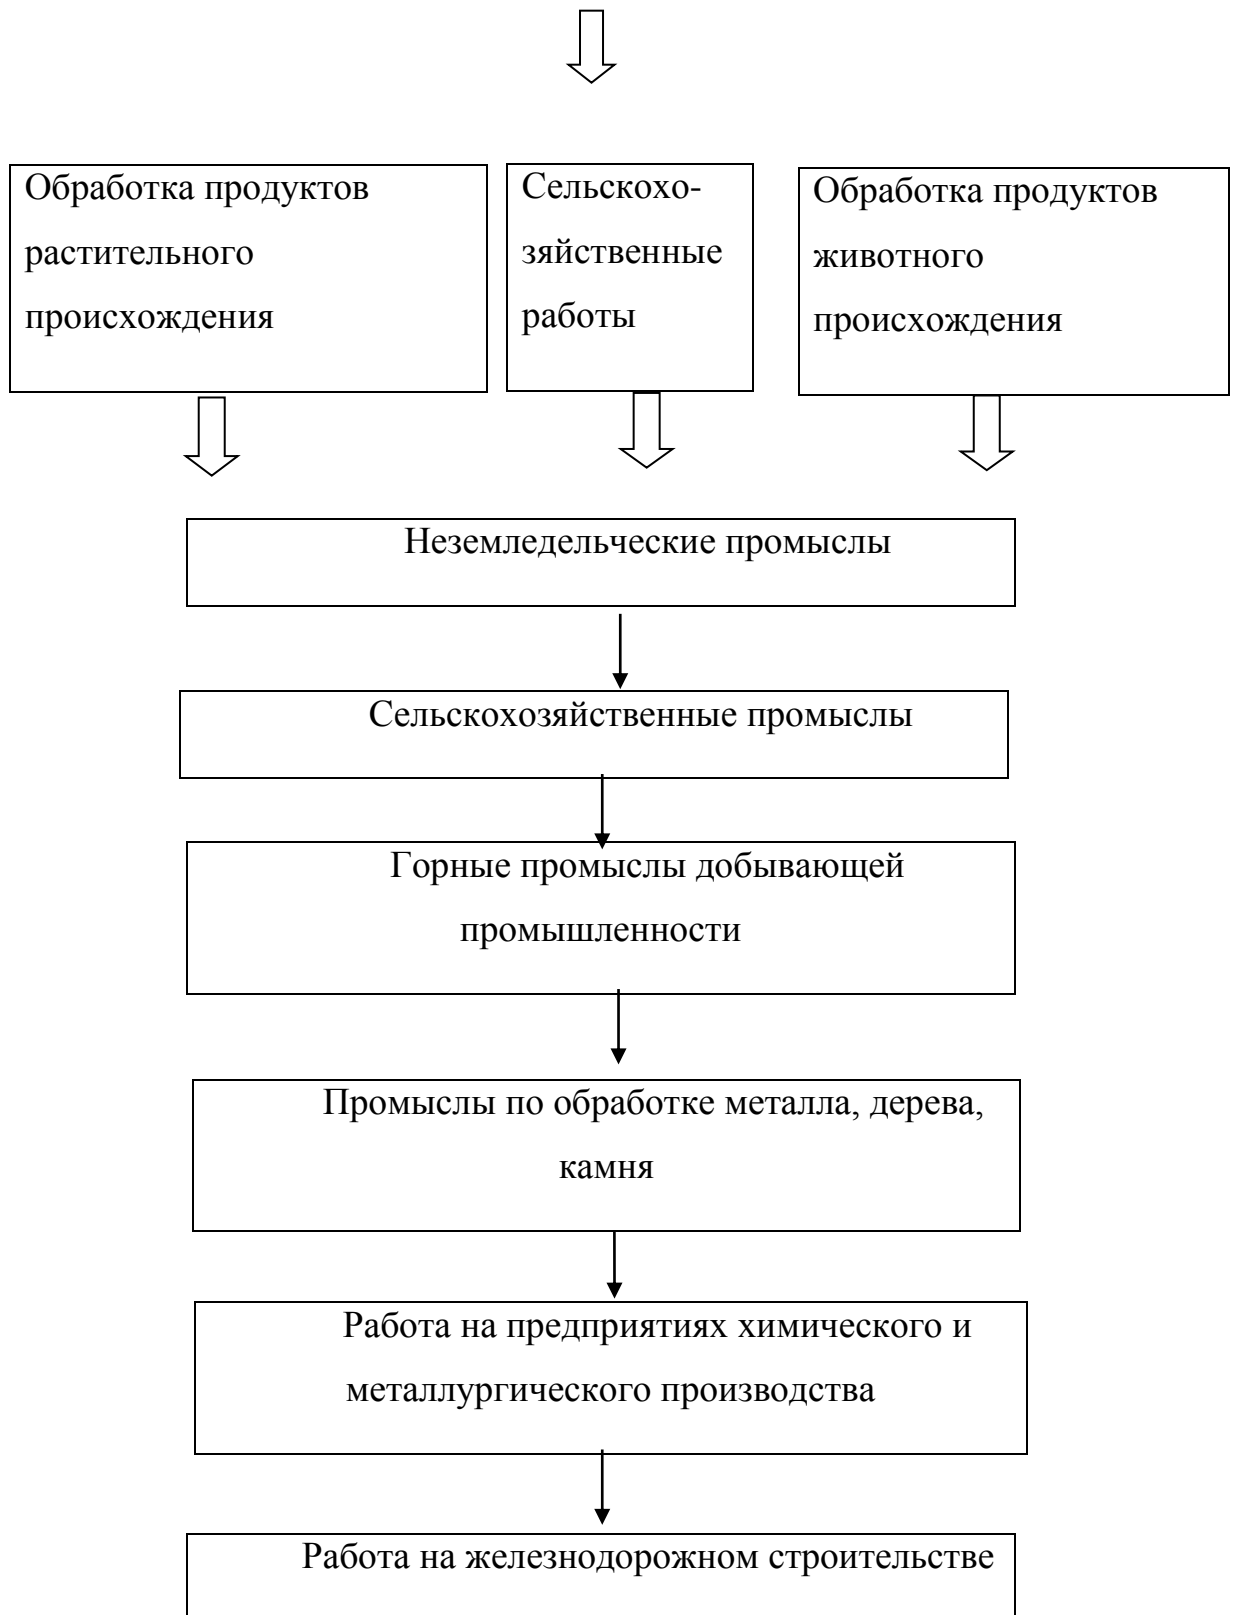 Обработка продуктов
растительного
происхождения
Сельскохо-
зяйственные
работы
Обработка продуктов
животного
происхождения
Неземледельческие промыслы
Сельскохозяйственные промыслы
Горные промыслы добывающей
промышленности
Промыслы по обработке металла, дерева,
камня
Работа на предприятиях химического и
металлургического производства
Работа на железнодорожном строительстве